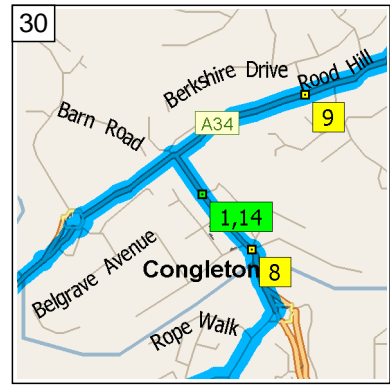 30
Berkshire Drive
Rood Hill
Barn Road
A34
9
1,14
Belgrave Avenue
Congleton
8
Rope Walk